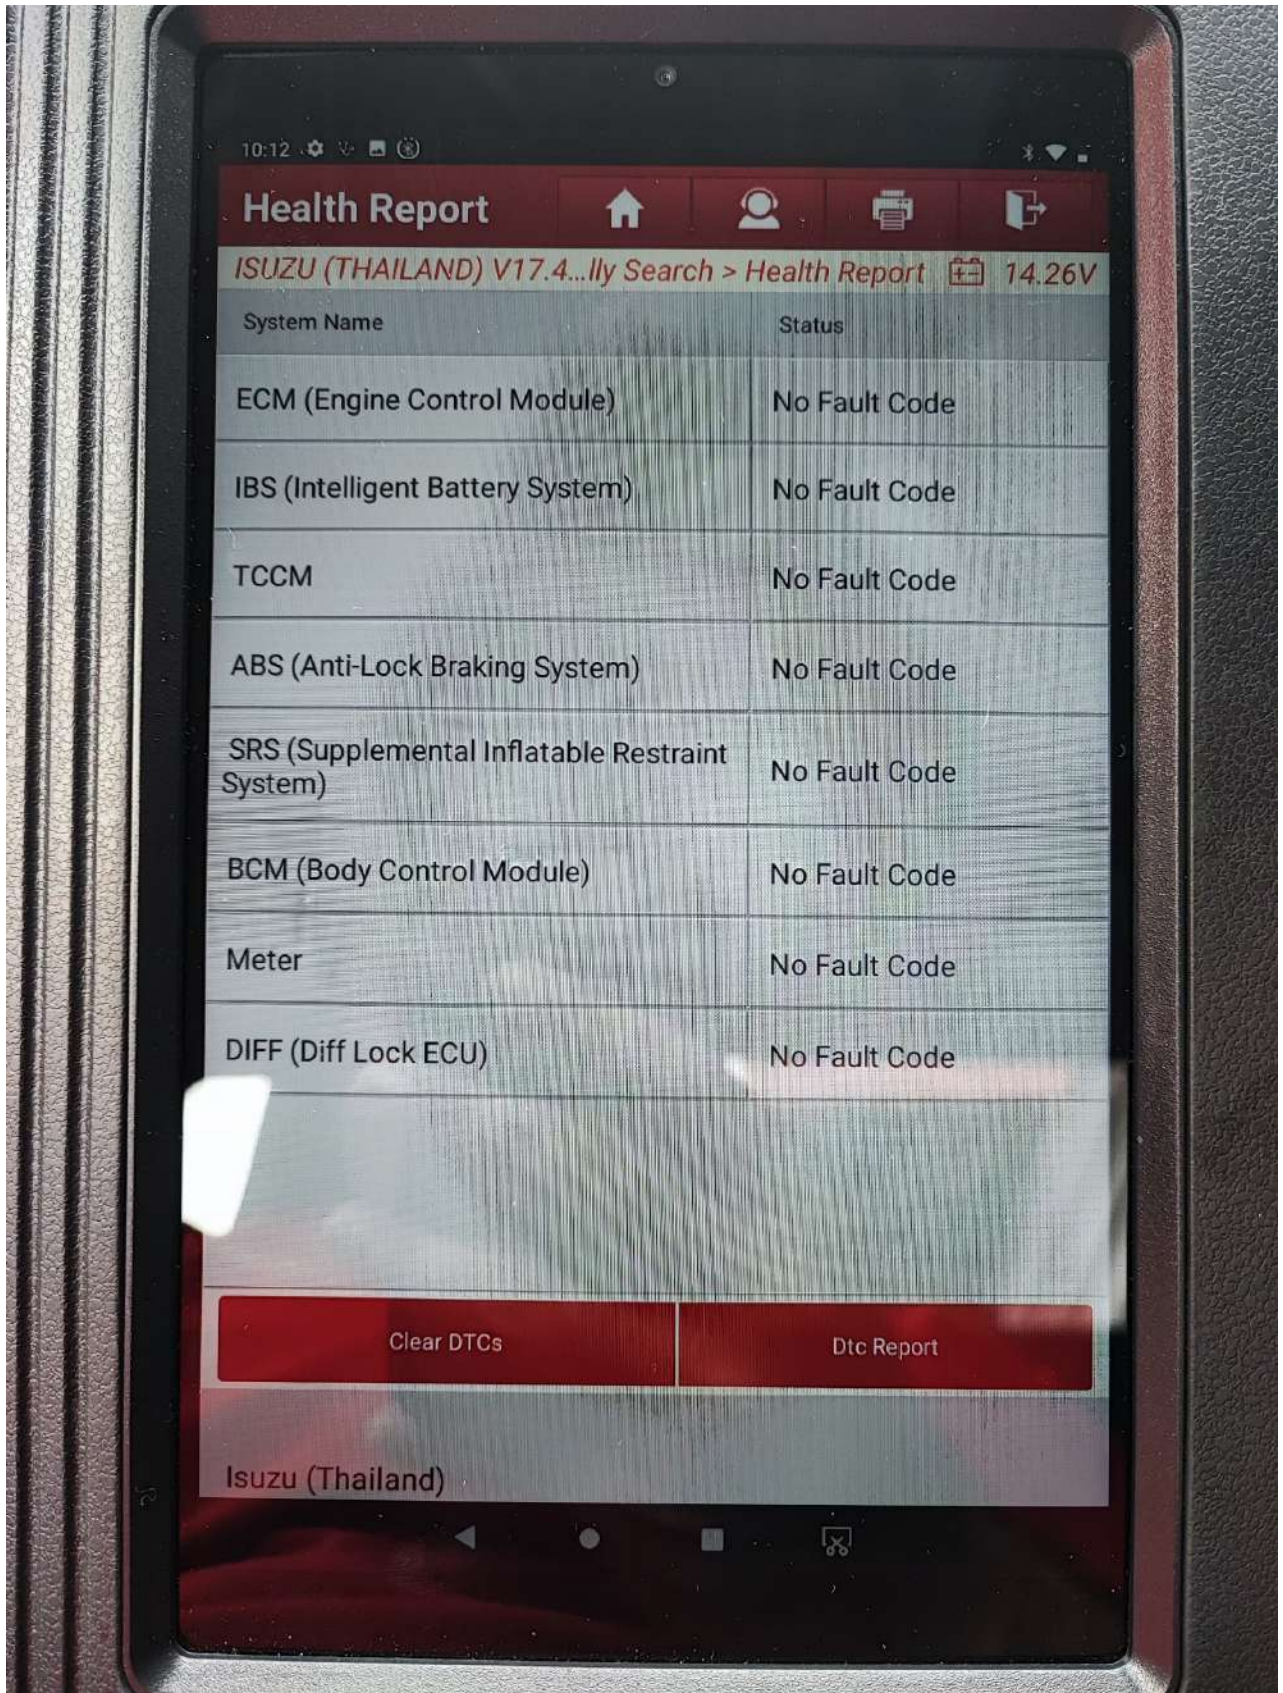 10:12
Health Report
ISUZU (THAILAND) V17.4...lly Search > Health Report 14.26V
System Name Status
ECM (Engine Control Module) No Fault Code
IBS (Intelligent Battery System) No Fault Code
TCCM No Fault Code
ABS (Anti-Lock Braking System) No Fault Code
SRS (Supplemental Inflatable Restraint
System) No Fault Code
BCM (Body Control Module) No Fault Code
Meter No Fault Code
DIFF (Diff Lock ECU) No Fault Code
Clear DTCs Dtc Report
Isuzu (Thailand)